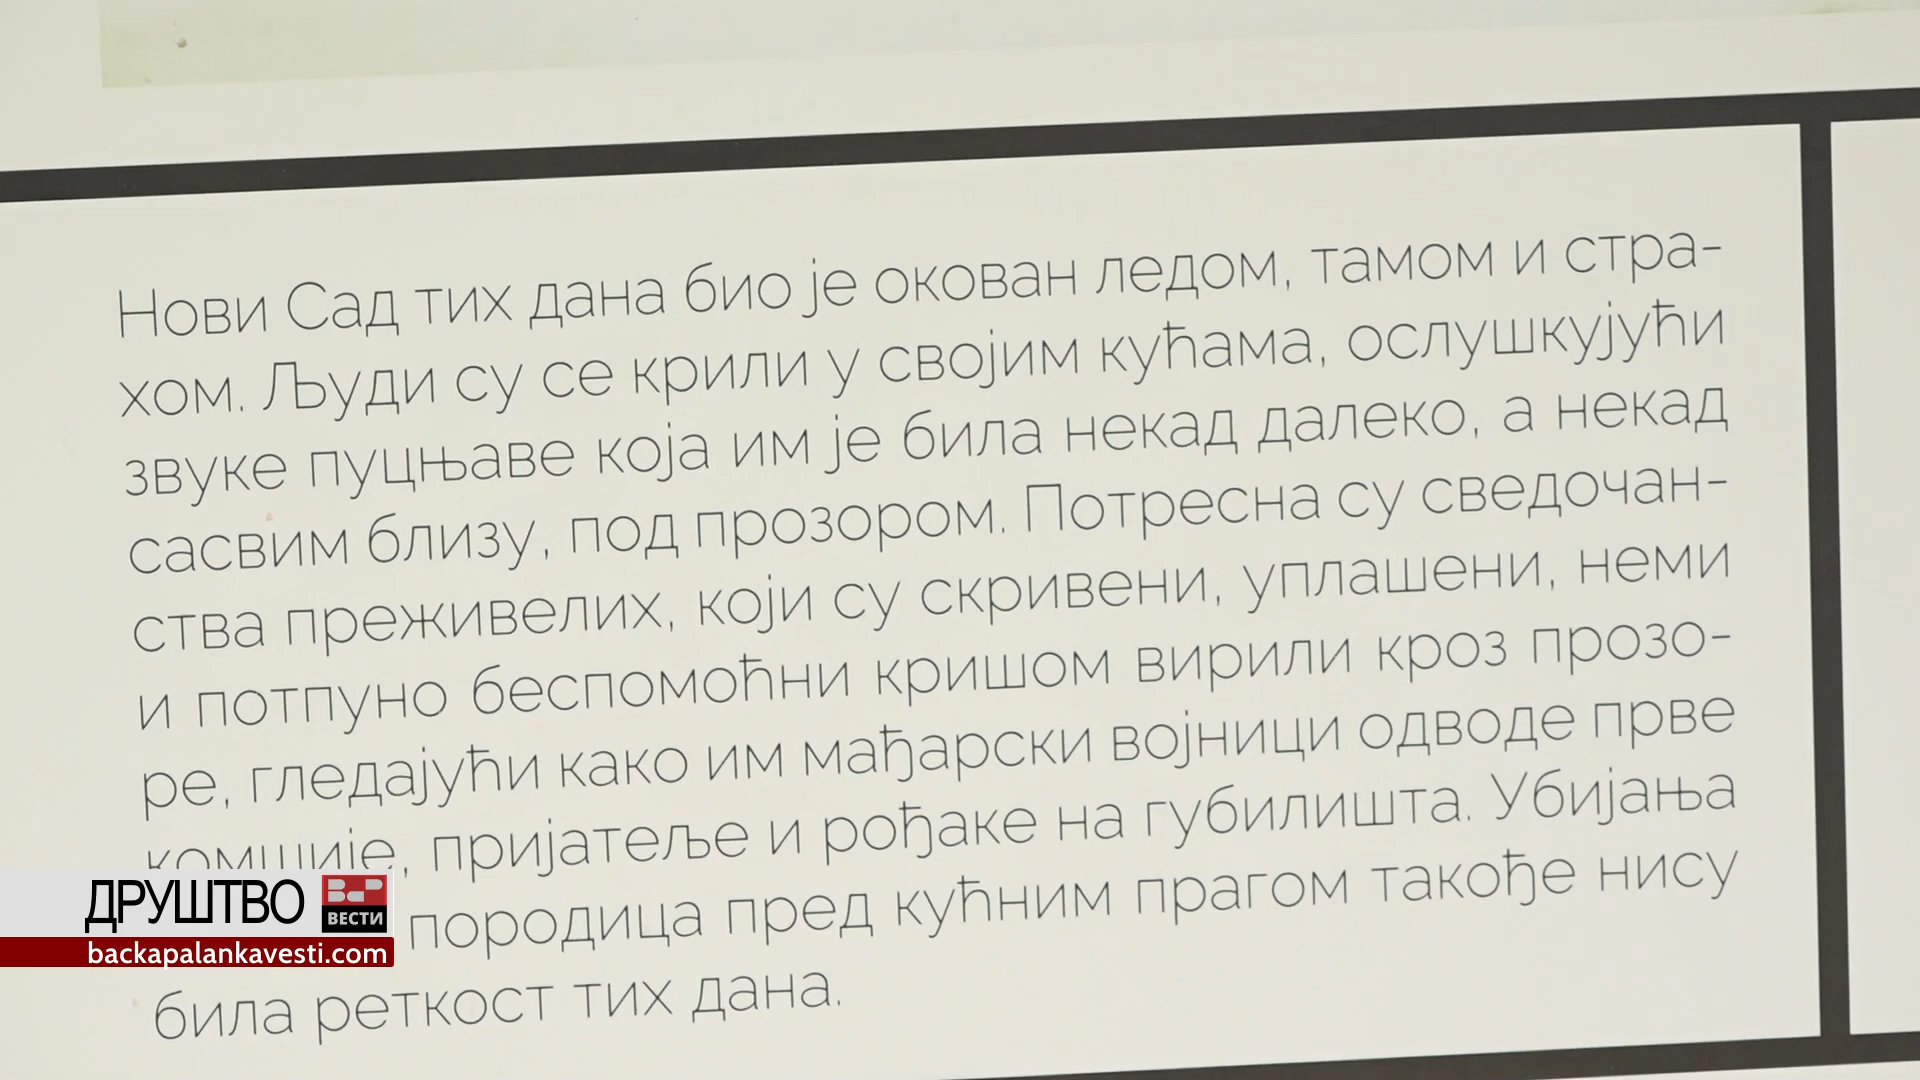 Нови Сад тих дана био је окован ледом, тамом и стра-
хом. Људи су се крили у својим кућама, ослушкујући
звуке пуцњаве која им је била некад далеко, а некад
сасвим близу, под прозором. Потресна су сведочан-
ства преживелих, који су скривени, уплашени, неми
и потпуно беспомоћни кришом вирили кроз прозо-
ре, гледајући како им мађарски војници одводе прве
комшије, пријатеље и рођаке на губилишта. Убијања
породица пред кућним прагом такође нису
била реткост тих дана.
ДРУШТВО
ВСР
ВЕСТИ
backapalankavesti.com